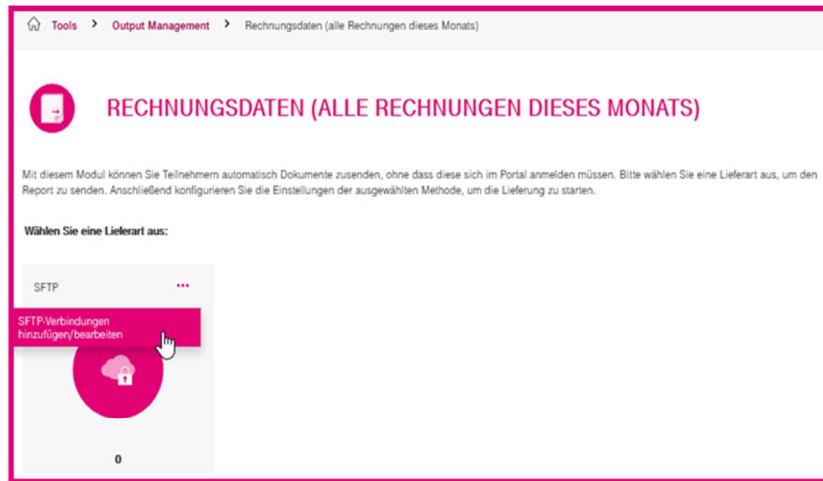 Tools > Output Management > Rechnungsdaten (alle Rechnungen dieses Monats)
RECHNUNGSDATEN (ALLE RECHNUNGEN DIESES MONATS)
Mit diesem Modul können Sie Teilnehmern automatisch Dokumente zusenden, ohne dass diese sich im Portal anmelden müssen. Bitte wählen Sie eine Lieferart aus, um den
Report zu senden. Anschließend konfigurieren Sie die Einstellungen der ausgewählten Methode, um die Lieferung zu starten.
Wählen Sie eine Lieferart aus:
SFTP
SFTP-Verbindungen
hinzufügen/bearbeiten
0